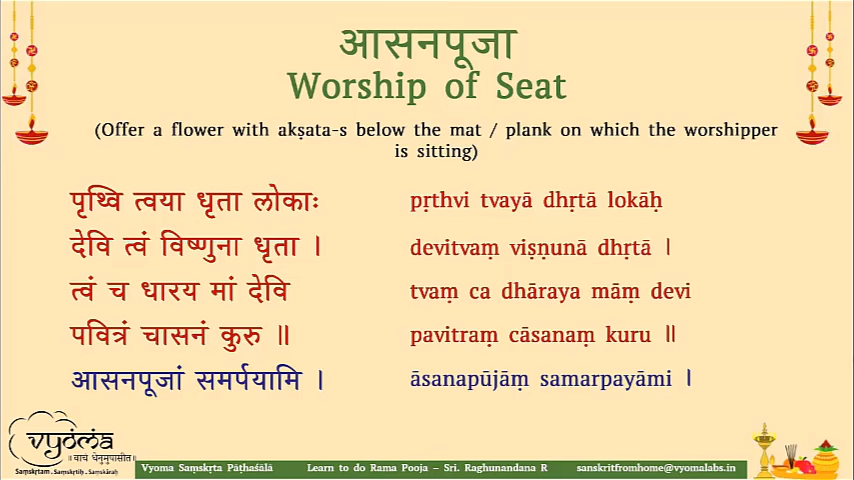 आसनपूजा
Worship of Seat
(Offer a flower with akṣata-s below the mat / plank on which the worshipper
is sitting)
पृथ्वि त्वया धृता लोकाः
pṛthvi tvayā dhṛtā lokāḥ
देवि त्वं विष्णुना धृता ।
devitvaṃ viṣṇunā dhṛtā ।
त्वं च धारय मां देवि
tvaṃ ca dhāraya māṃ devi
पवित्रं चासनं कुरु ॥
pavitraṃ cāsanaṃ kuru ॥
आसनपूजां समर्पयामि ।
āsanapūjāṃ samarpayāmi ।
vyoma
॥ वाचं धेनुमुपासीत ॥
Saṃskṛtam . Saṃskṛtiḥ . Saṃskāraḥ
Vyoma Saṃskṛta Pāṭhaśālā Learn to do Rama Pooja – Sri. Raghunandana R sanskritfromhome@vyomalabs.in